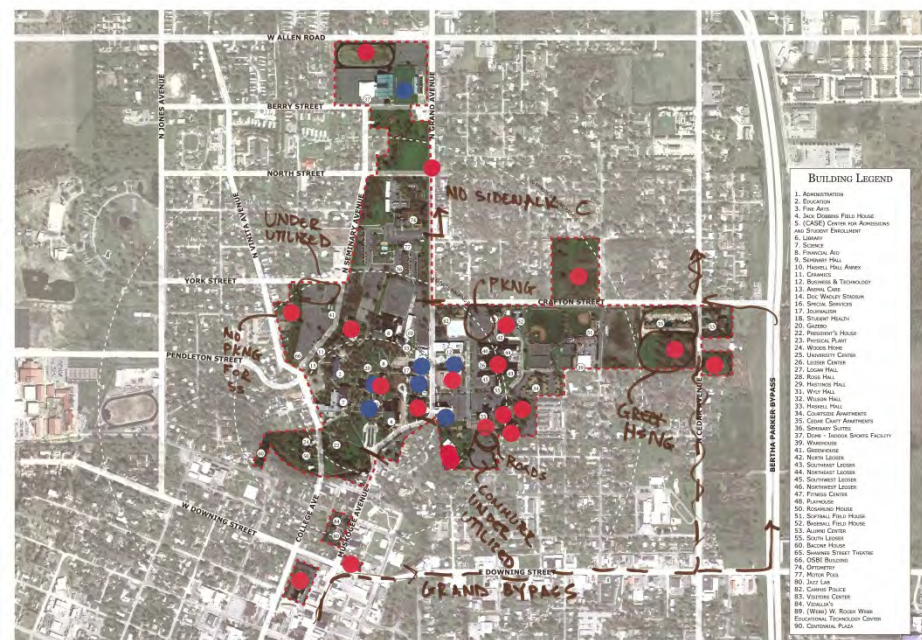 W ALLEN ROAD
N JONES AVENUE
N GRAND AVENUE
BERRY STREET
NORTH STREET
NO SIDEWALK C
UNDER
UTILIZED
N SEMINARY AVENUE
N VINITA AVENUE
YORK STREET
PKNG
CRAFTON STREET
NO
PKNG
FOR
SF
PENDLETON STREET
GREEK
HSNG
N CEDAR AVENUE
BERTHA PARKER BYPASS
ROADS
COMMUTE
UNDER
UTILIZED
W DOWNING STREET
COLLEGE AVE
MUSKOGEE AVENUE
E DOWNING STREET
GRAND BYPASS
BUILDING LEGEND
1. ADMINISTRATION
2. EDUCATION
3. FINE ARTS
4. JACK DOBBINS FIELD HOUSE
5. (CASE) CENTER FOR ADMISSIONS
AND STUDENT ENROLLMENT
6. LIBRARY
7. SCIENCE
8. FINANCIAL AID
9. SEMINARY HALL
10. HASKELL HALL ANNEX
11. CERAMICS
12. BUSINESS & TECHNOLOGY
13. ANIMAL CARE
14. DOC WADLEY STADIUM
16. SPECIAL SERVICES
17. JOURNALISM
18. STUDENT HEALTH
20. GAZEBO
22. PRESIDENT'S HOUSE
23. PHYSICAL PLANT
24. WOODS HOME
25. UNIVERSITY CENTER
26. LEOSER CENTER
27. LOGAN HALL
28. ROSS HALL
29. HASTINGS HALL
31. WYLY HALL
32. WILSON HALL
33. HASKELL HALL
34. COURTSIDE APARTMENTS
35. CEDAR CRAFT APARTMENTS
36. SEMINARY SUITES
37. DOME - INDOOR SPORTS FACILITY
39. WAREHOUSE
41. GREENHOUSE
42. NORTH LEOSER
43. SOUTHEAST LEOSER
44. NORTHEAST LEOSER
45. SOUTHWEST LEOSER
46. NORTHWEST LEOSER
47. FITNESS CENTER
48. PLAYHOUSE
50. ROSAMUND HOUSE
51. SOFTBALL FIELD HOUSE
52. BASEBALL FIELD HOUSE
53. ALUMNI CENTER
55. SOUTH LEOSER
60. BACONE HOUSE
65. SHAWNEE STREET THEATRE
66. OSBI BUILDING
74. OPTOMETRY
77. MOTOR POOL
80. JAZZ LAB
82. CAMPUS POLICE
83. VISITORS CENTER
84. VIDALIA'S
89. (WEBB) W. ROGER WEBB
EDUCATIONAL TECHNOLOGY CENTER
90. CENTENNIAL PLAZA